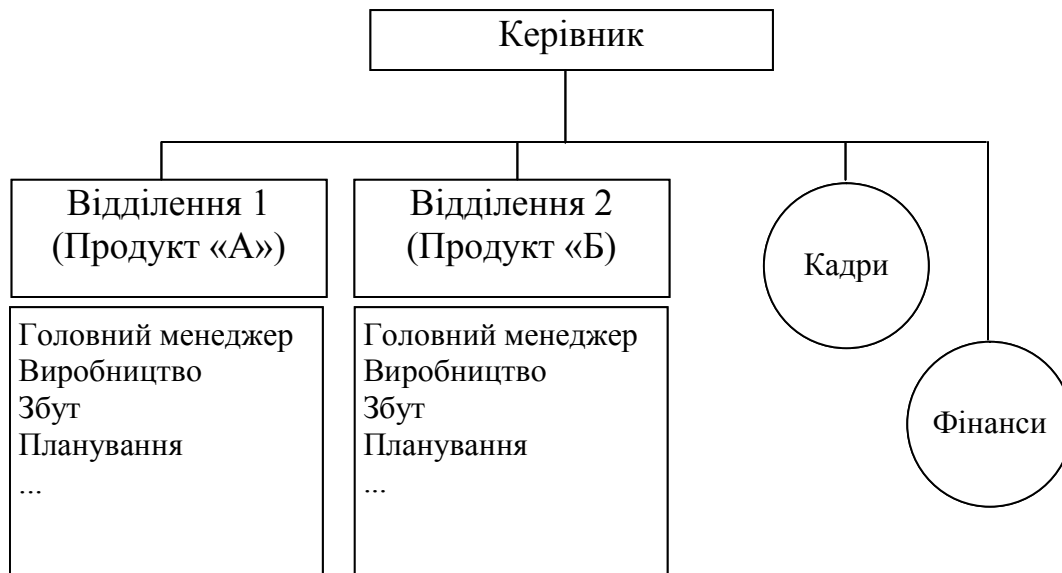 Керівник
Відділення 1
(Продукт «А»)
Відділення 2
(Продукт «Б)
Кадри
Фінанси
Головний менеджер
Виробництво
Збут
Планування
...
Головний менеджер
Виробництво
Збут
Планування
...